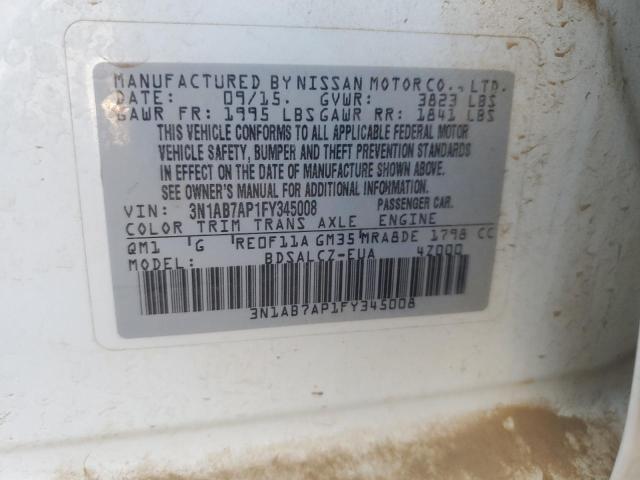 MANUFACTURED BY NISSAN MOTOR CO., LTD.
DATE: 09/15. GVWR: 3823 LBS
GAWR FR: 1995 LBS GAWR RR: 1841 LBS
THIS VEHICLE CONFORMS TO ALL APPLICABLE FEDERAL MOTOR
VEHICLE SAFETY, BUMPER AND THEFT PREVENTION STANDARDS
IN EFFECT ON THE DATE OF MANUFACTURE SHOWN ABOVE.
SEE OWNER'S MANUAL FOR ADDITIONAL INFORMATION.
VIN: 3N1AB7AP1FY345008 PASSENGER CAR.
COLOR TRIM TRANS AXLE ENGINE
QM1 G RE0F11A GM35 MRA8DE 1798 CC
MODEL: BDSALCZ-EUA 4Z000
3N1AB7AP1FY345008